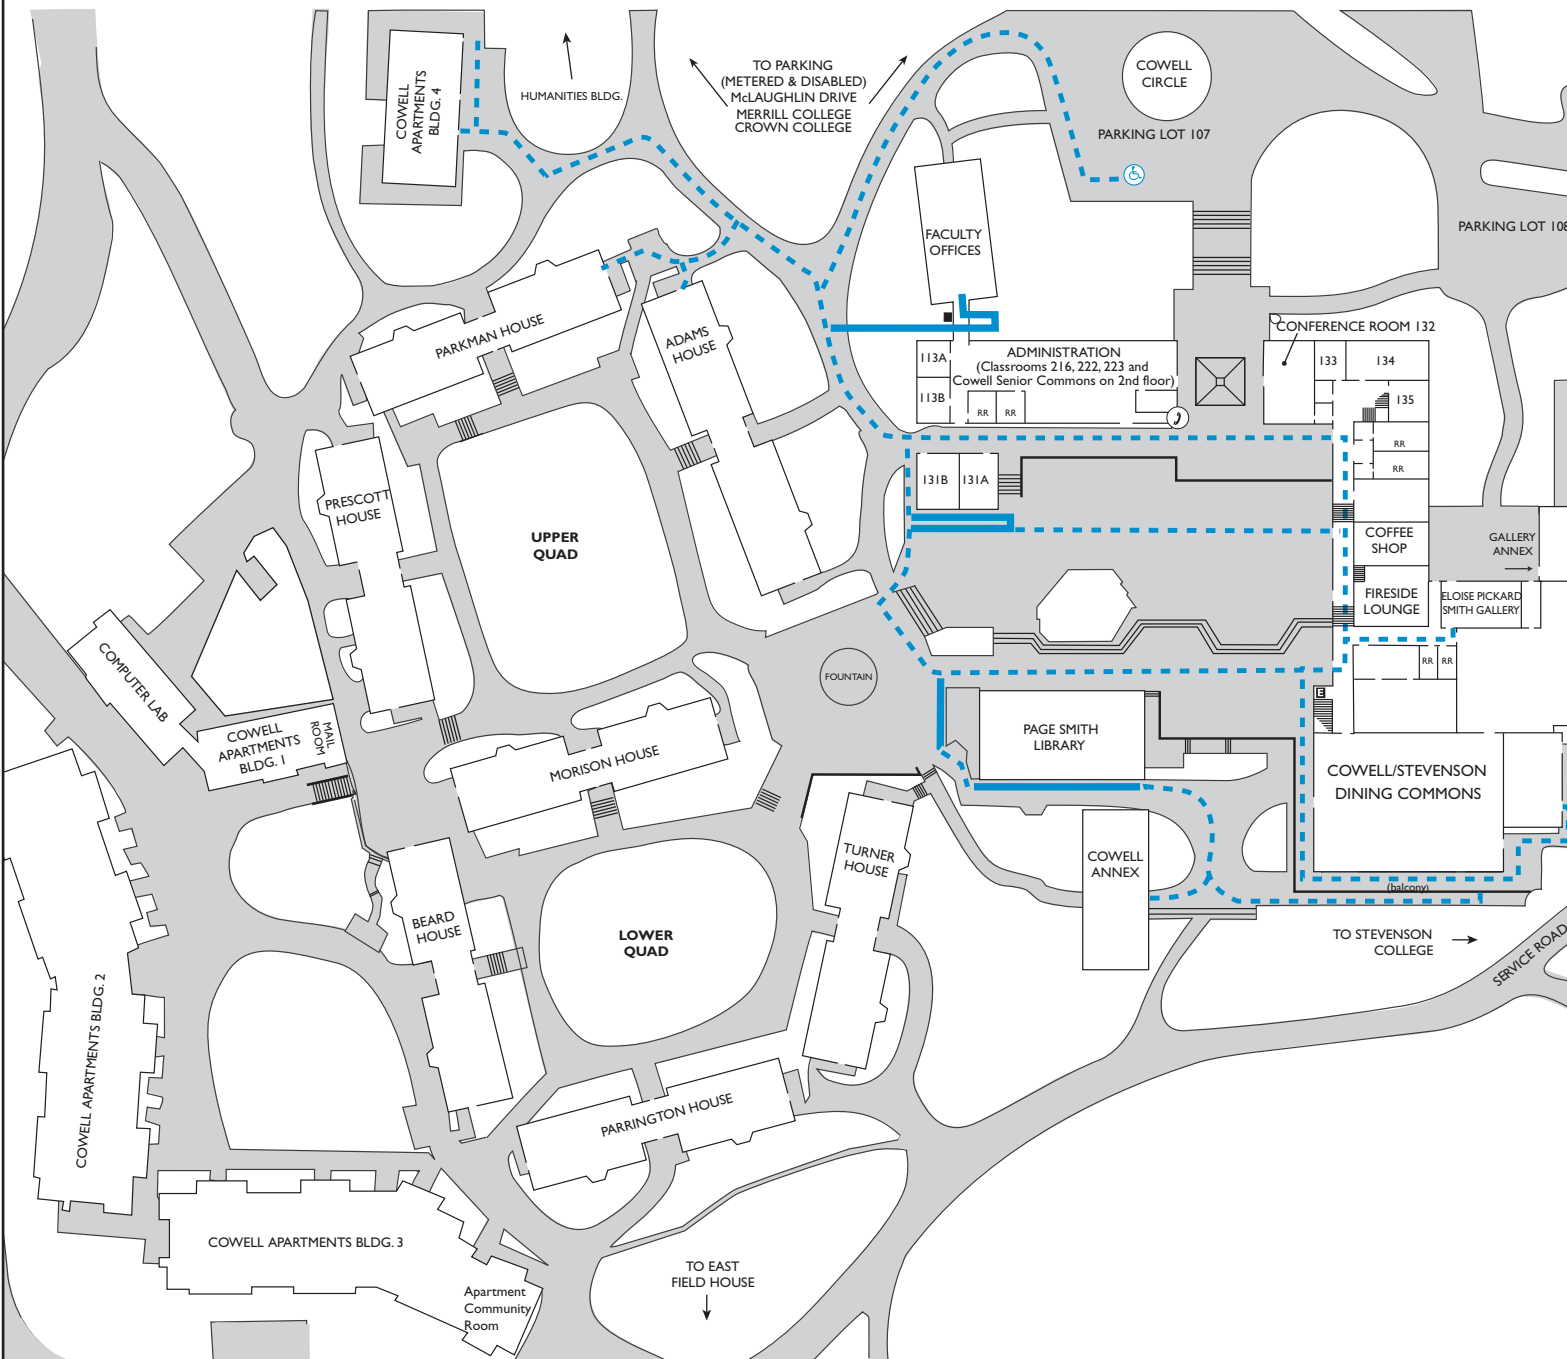 COWELL
APARTMENTS
BLDG. 4
HUMANITIES BLDG.
TO PARKING
(METERED & DISABLED)
McLAUGHLIN DRIVE
MERRILL COLLEGE
CROWN COLLEGE
COWELL
CIRCLE
PARKING LOT 107
PARKING LOT 108
FACULTY
OFFICES
PARKMAN HOUSE
ADAMS
HOUSE
113A
113B
ADMINISTRATION
(Classrooms 216, 222, 223 and
Cowell Senior Commons on 2nd floor)
RR
RR
CONFERENCE ROOM 132
133
134
135
RR
RR
131B
131A
PRESCOTT
HOUSE
UPPER
QUAD
COFFEE
SHOP
GALLERY
ANNEX
FIRESIDE
LOUNGE
ELOISE PICKARD
SMITH GALLERY
RR
RR
E
COMPUTER LAB
COWELL
APARTMENTS
BLDG. 1
MAIL
ROOM
FOUNTAIN
MORISON HOUSE
PAGE SMITH
LIBRARY
COWELL/STEVENSON
DINING COMMONS
(balcony)
TURNER
HOUSE
COWELL
ANNEX
BEARD
HOUSE
LOWER
QUAD
TO STEVENSON
COLLEGE
SERVICE ROAD
COWELL APARTMENTS BLDG. 2
PARRINGTON HOUSE
COWELL APARTMENTS BLDG. 3
Apartment
Community
Room
TO EAST
FIELD HOUSE